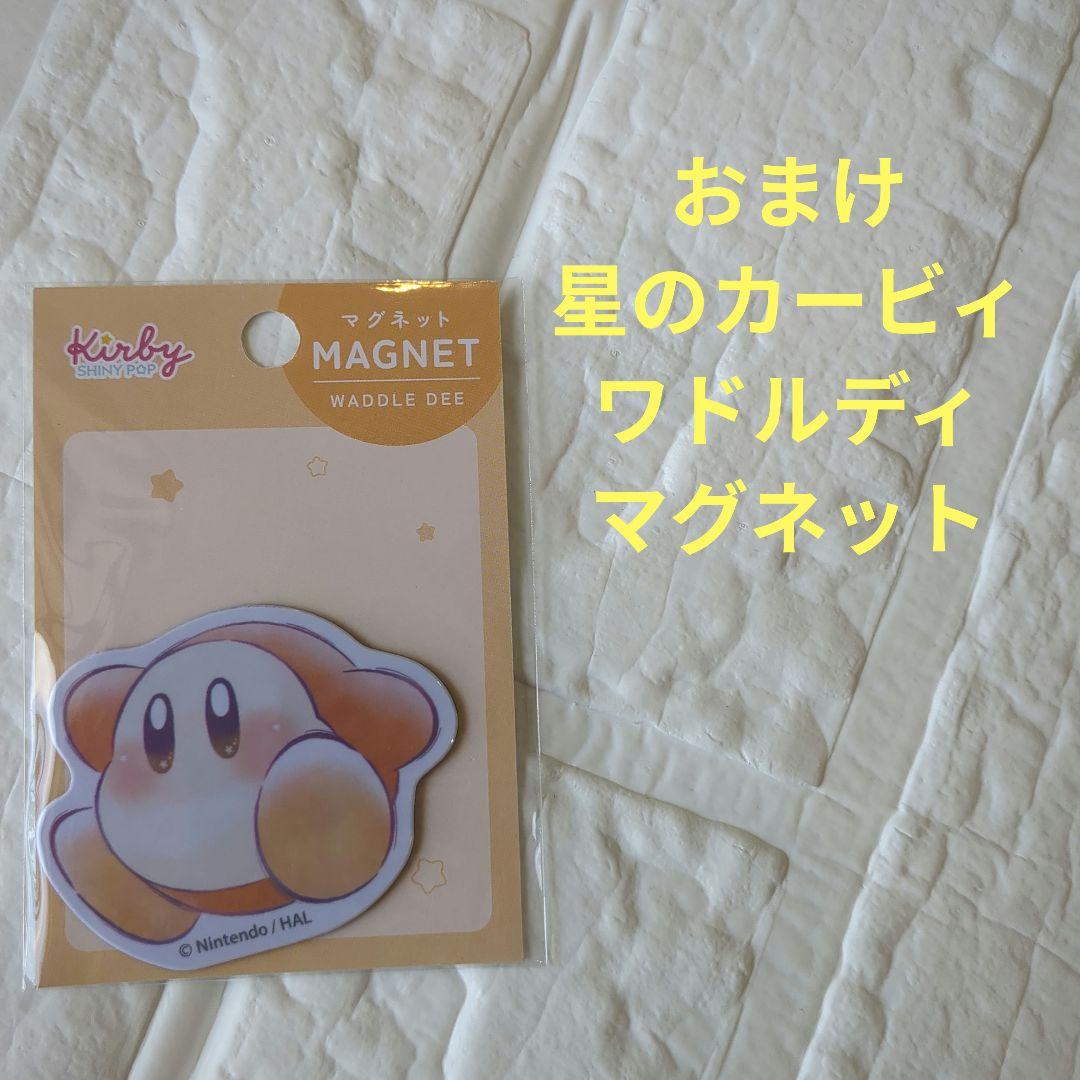 おまけ
星のカービィ
ワドルディ
マグネット
Kirby
SHINY POP
マグネット
MAGNET
WADDLE DEE
© Nintendo / HAL